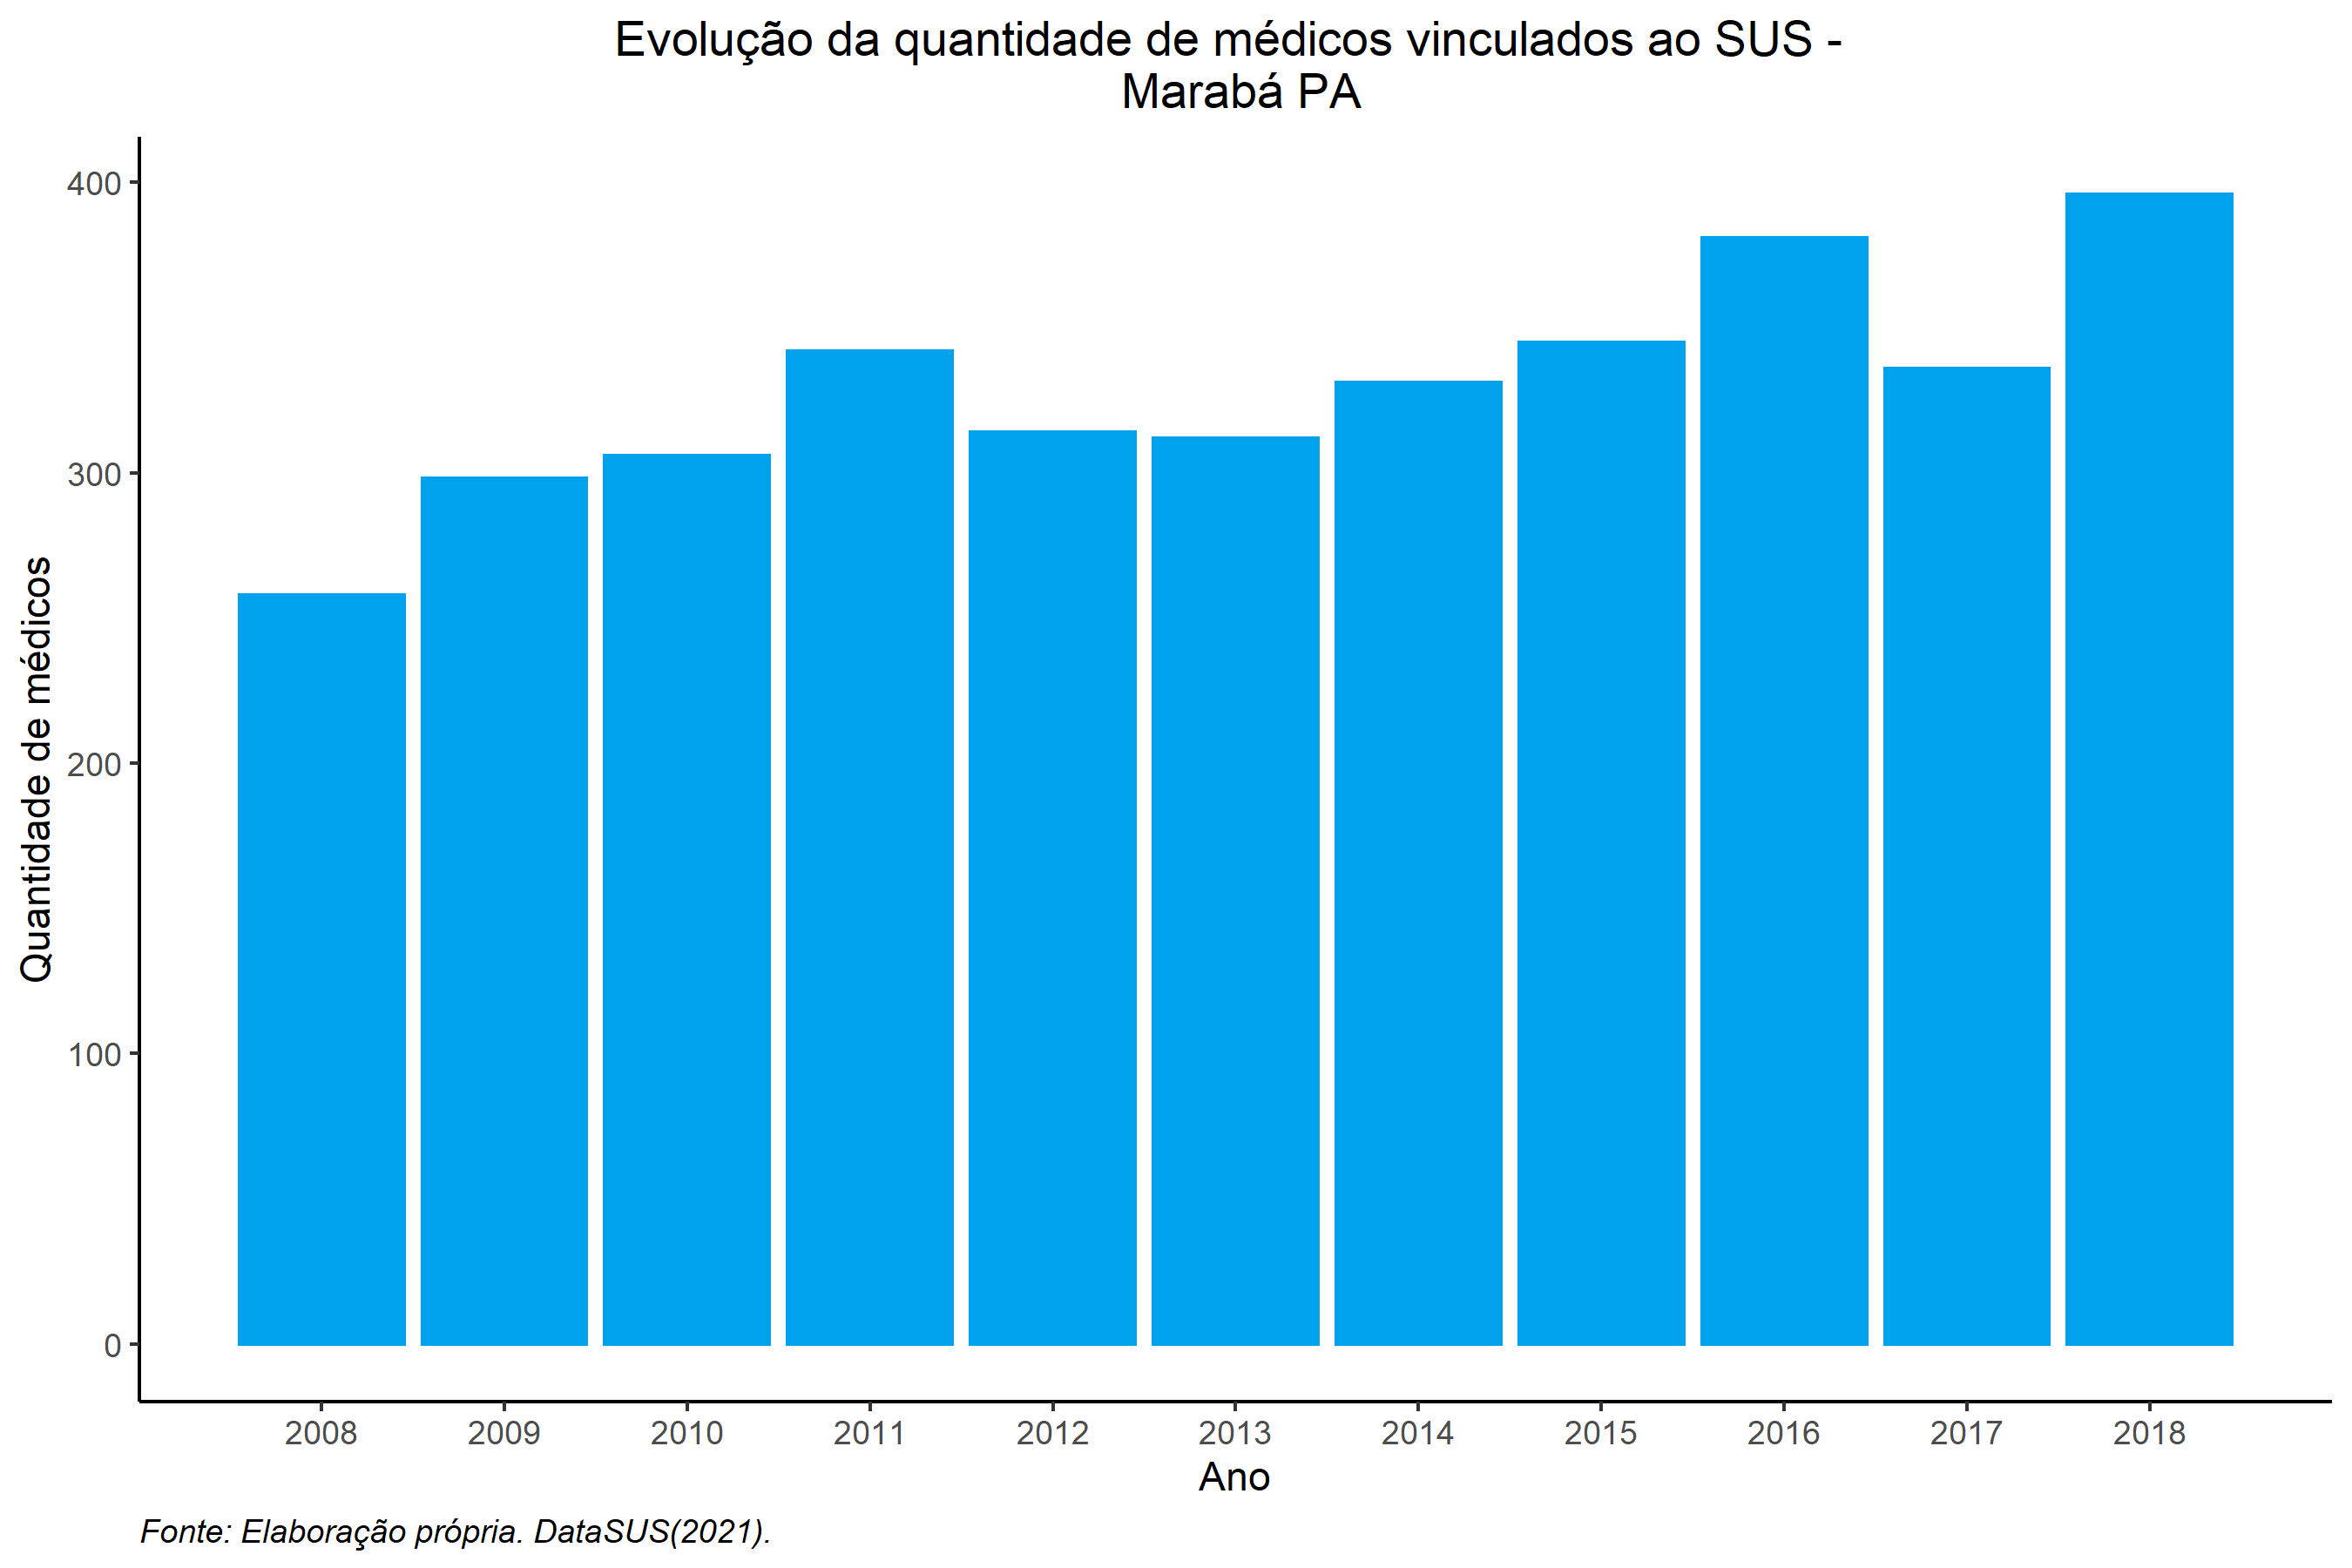 Evolução da quantidade de médicos vinculados ao SUS -
Marabá PA
Quantidade de médicos
400
300
200
100
0
2008 2009 2010 2011 2012 2013 2014 2015 2016 2017 2018
Ano
Fonte: Elaboração própria. DataSUS(2021).